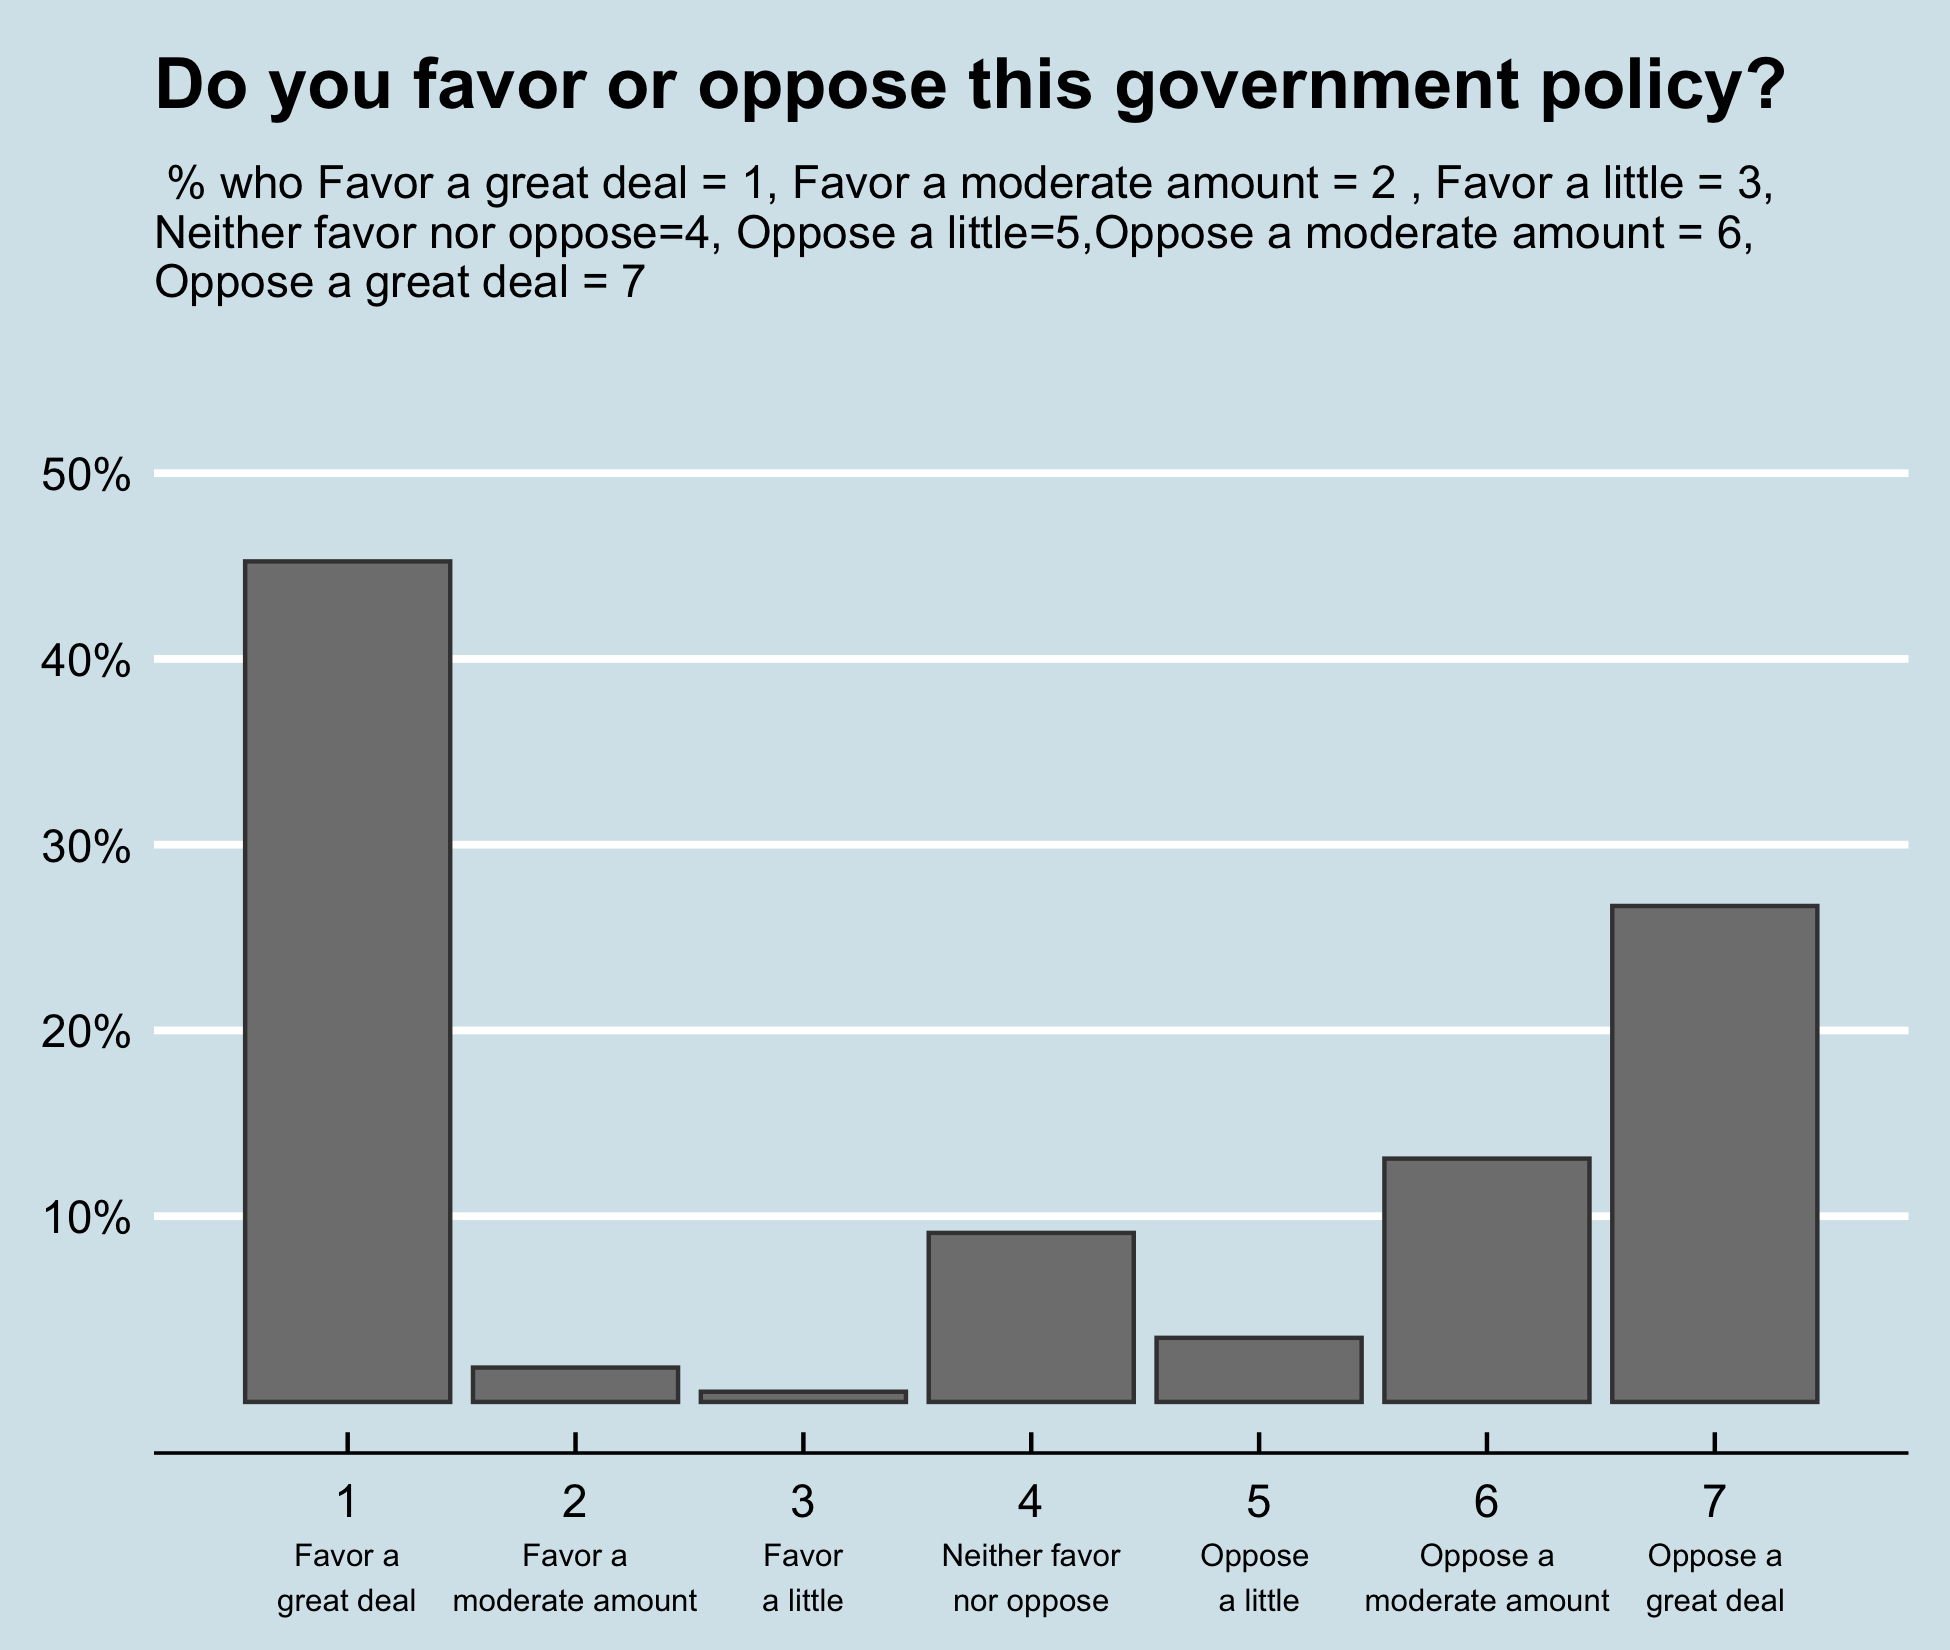 Do you favor or oppose this government policy?
% who Favor a great deal = 1, Favor a moderate amount = 2 , Favor a little = 3,
Neither favor nor oppose=4, Oppose a little=5,Oppose a moderate amount = 6,
Oppose a great deal = 7
50%
40%
30%
20%
10%
1 2 3 4 5 6 7
Favor a Favor a Favor Neither favor Oppose Oppose a Oppose a
great deal moderate amount a little nor oppose a little moderate amount great deal